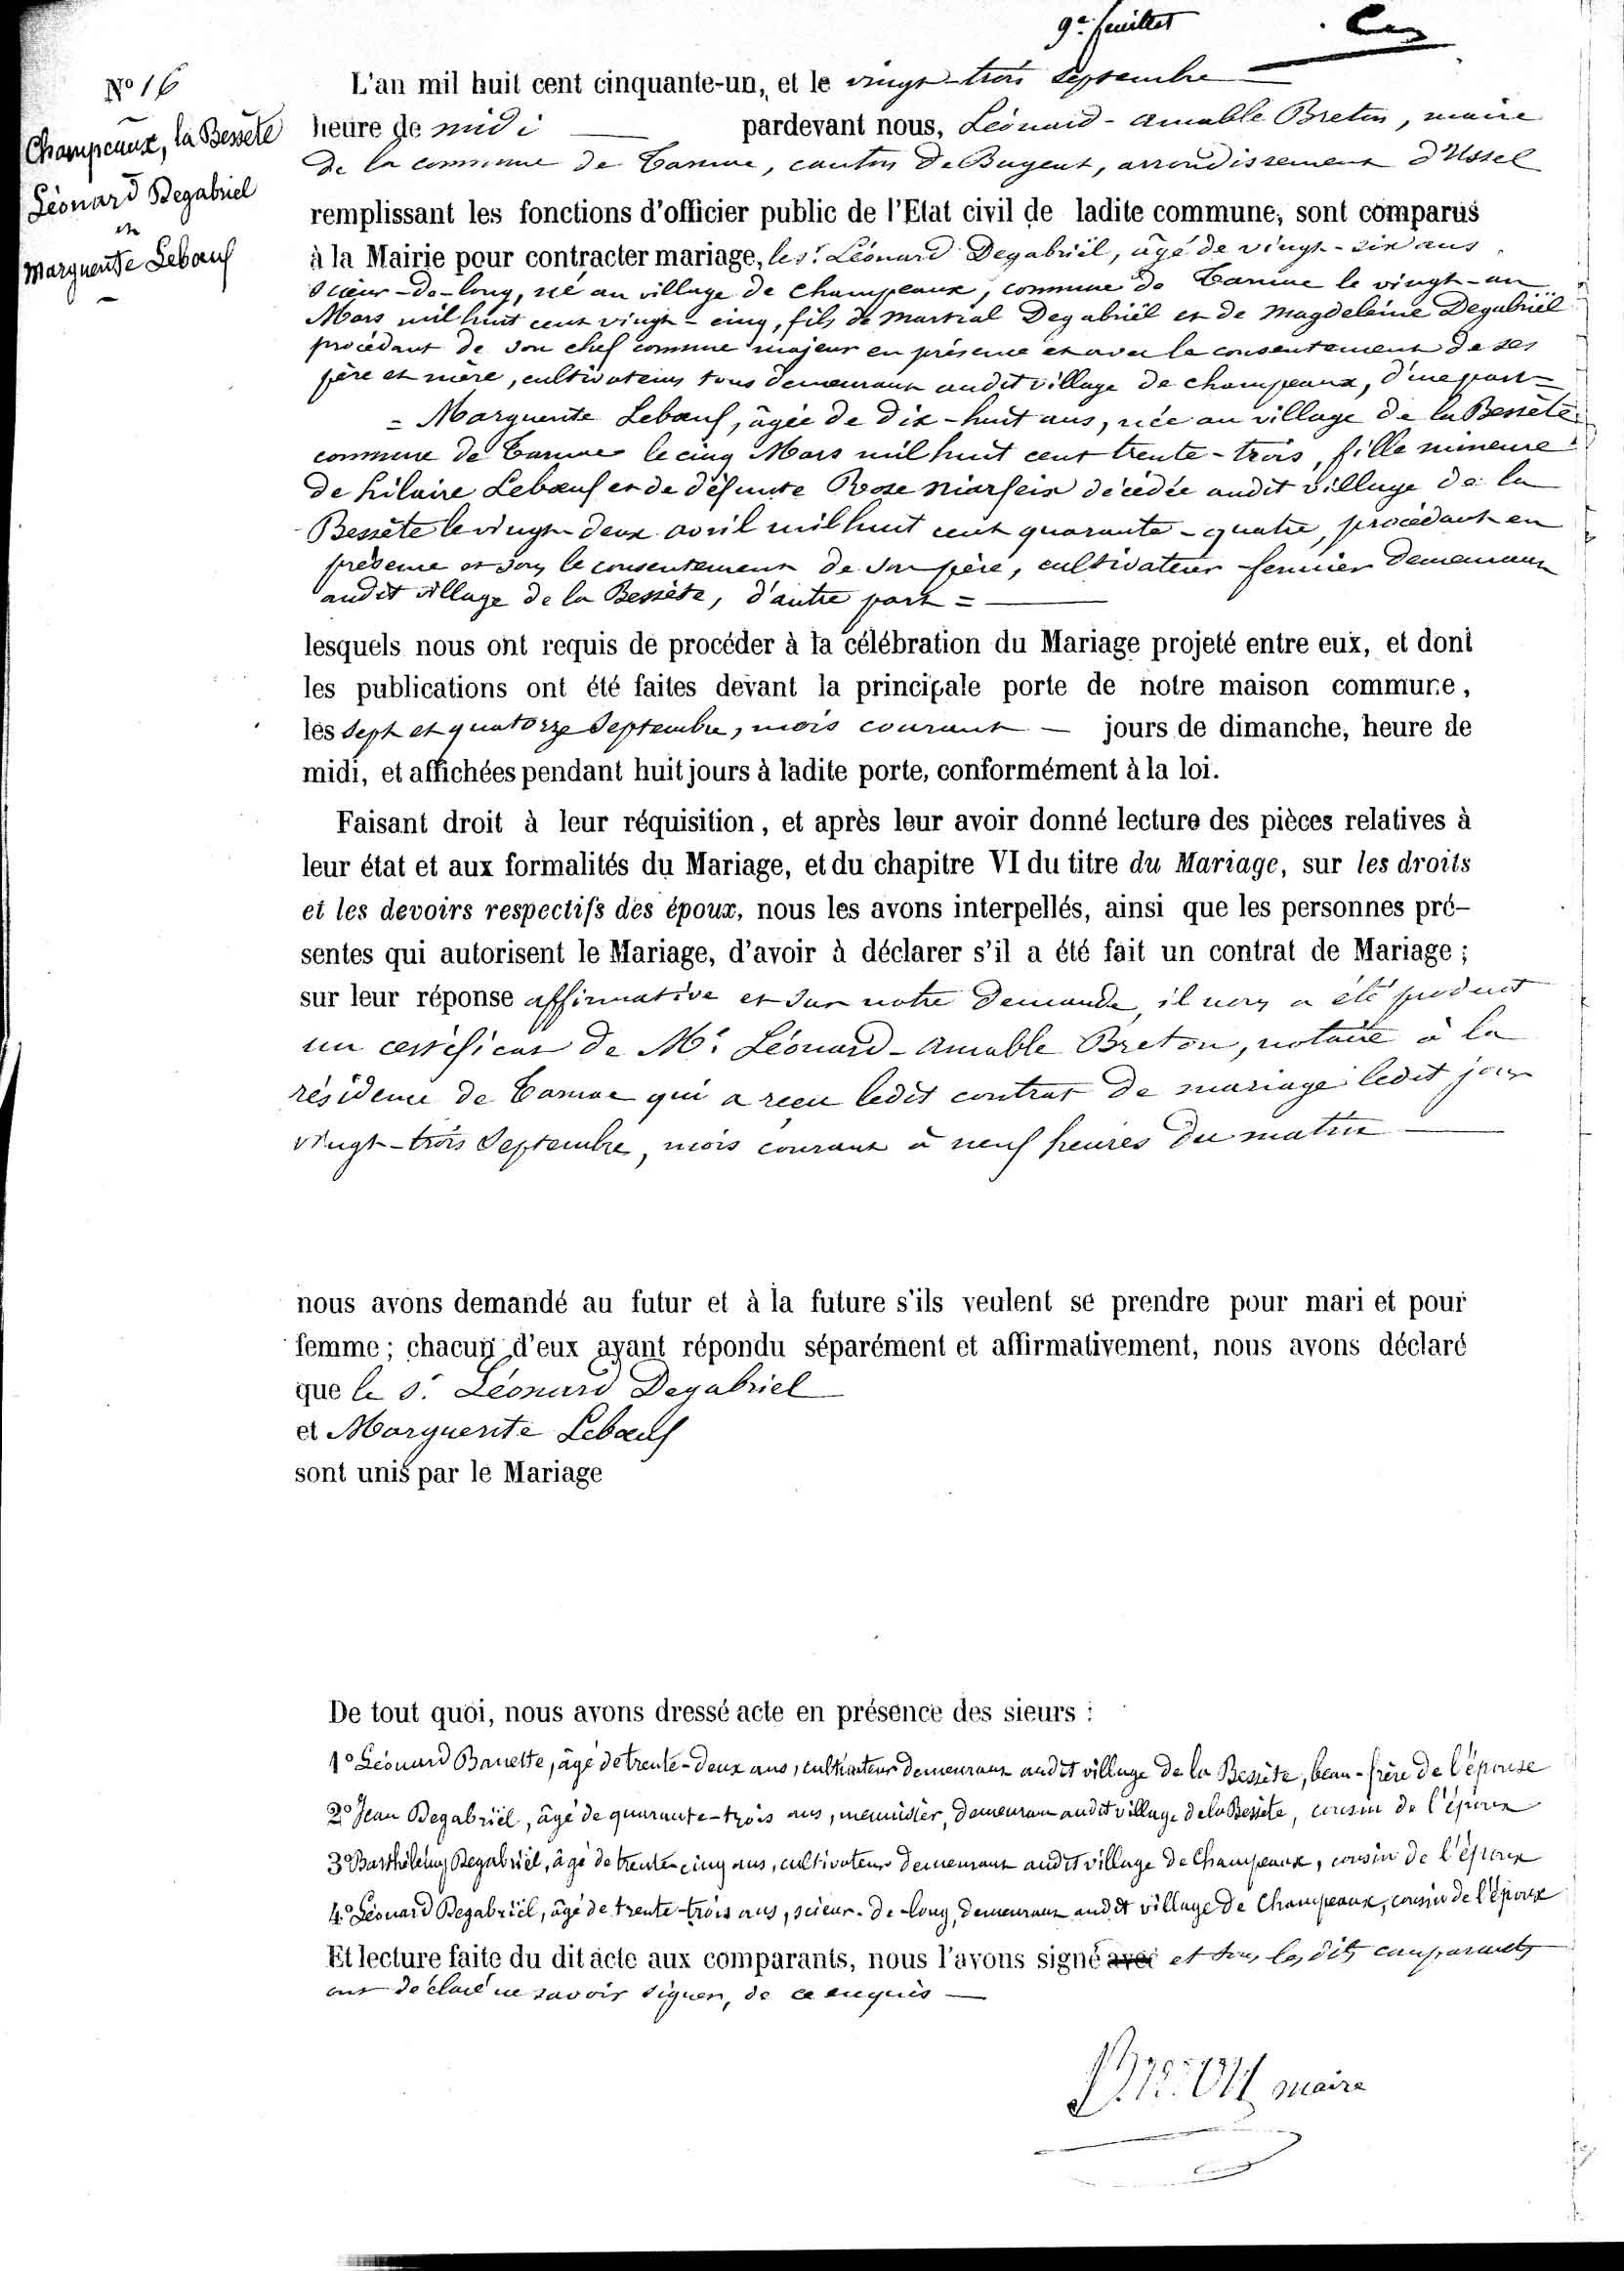 9e feuillet
No 16
Champeaux, la Bessète
Léonard Degabriel
et
Marguerite Lebœuf
L'an mil huit cent cinquante-un, et le vingt-trois Septembre
heure de midi pardevant nous, Léonard-Amable Breton, maire
de la commune de Tarnac, canton de Bugeat, arrondissement d'Ussel
remplissant les fonctions d'officier public de l'Etat civil de ladite commune, sont comparus
à la Mairie pour contracter mariage, le sr Léonard Degabriël, âgé de vingt-six ans
scieur-de-long, né au village de Champeaux, commune de Tarnac le vingt-un
Mars mil huit cent vingt-cinq, fils de Martial Degabriël et de Magdeleine Degabriël
procédant de son chef comme majeur en présence et avec le consentement de ses
père et mère, cultivateurs tous demeurant audit village de Champeaux, d'une part =
= Marguerite Lebœuf, âgée de dix-huit ans, née au village de la Bessète
commune de Tarnac le cinq Mars mil huit cent trente-trois, fille mineure
de hilaire Lebœuf et de défunte Rose Niarfeix décédée audit village de la
Bessète le vingt-deux avril mil huit cent quarante-quatre, procédant en
présence et sous le consentement de son père, cultivateur-fermier demeurant
audit village de la Bessète, d'autre part =
lesquels nous ont requis de procéder à la célébration du Mariage projeté entre eux, et dont
les publications ont été faites devant la principale porte de notre maison commune,
les sept et quatorze Septembre, mois courant — jours de dimanche, heure de
midi, et affichées pendant huit jours à ladite porte, conformément à la loi.
Faisant droit à leur réquisition, et après leur avoir donné lecture des pièces relatives à
leur état et aux formalités du Mariage, et du chapitre VI du titre du Mariage, sur les droits
et les devoirs respectifs des époux, nous les avons interpellés, ainsi que les personnes pré-
sentes qui autorisent le Mariage, d'avoir à déclarer s'il a été fait un contrat de Mariage ;
sur leur réponse affirmative et sur notre demande, il nous a été produit
un certificat de Me Léonard-Amable Breton, notaire à la
résidence de Tarnac qui a reçu ledit contrat de mariage ledit jour
vingt-trois Septembre, mois courant à neuf heures du matin
nous avons demandé au futur et à la future s'ils veulent se prendre pour mari et pour
femme ; chacun d'eux ayant répondu séparément et affirmativement, nous avons déclaré
que le sr Léonard Degabriel
et Marguerite Lebœuf
sont unis par le Mariage
De tout quoi, nous avons dressé acte en présence des sieurs :
1o Léonard Banette, âgé de trente-deux ans, cultivateur demeurant audit village de la Bessète, beau-frère de l'épouse
2o Jean Degabriël, âgé de quarante-trois ans, menuisier, demeurant audit village de la Bessète, cousin de l'époux
3o Barthélémy Degabriël, âgé de trente-cinq ans, cultivateur demeurant audit village de Champeaux, cousin de l'époux
4o Léonard Degabriël, âgé de trente-trois ans, scieur-de-long, demeurant audit village de Champeaux, cousin de l'époux
Et lecture faite du dit acte aux comparants, nous l'avons signé avec et tous lesdits comparants
ont déclaré ne savoir signer, de ce enquis —
Breton maire